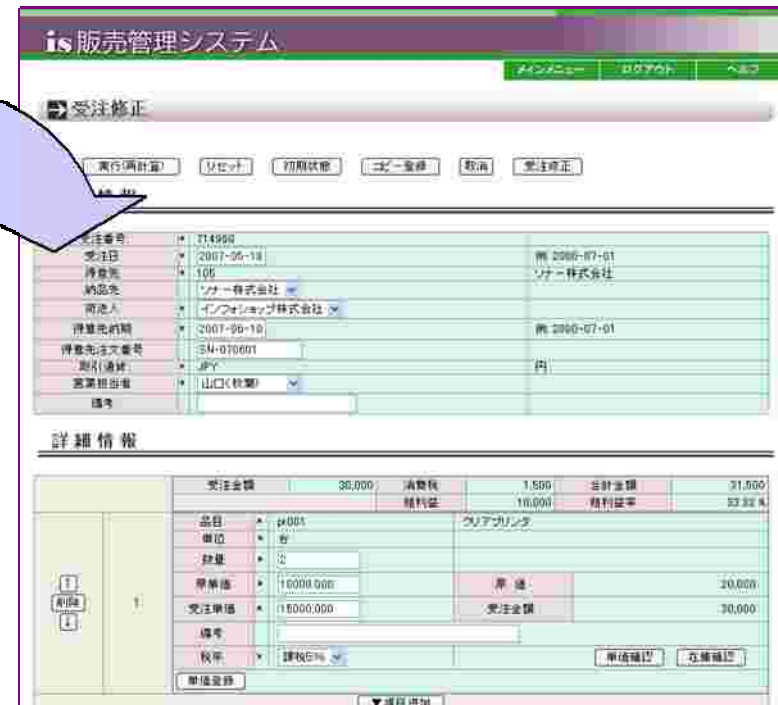 is販売管理システム
メインメニュー ログアウト ヘルプ
受注修正
実行(再計算) リセット 初期状態 コピー登録 取消 受注修正
受注番号 * 714960
受注日 * 2007-05-18 例 2000-07-01
得意先 * 105 ソナー株式会社
納品先 ソナー株式会社
荷送人 * インフォショップ株式会社
得意先納期 * 2007-06-10 例 2000-07-01
得意先注文番号 SN-070601
取引通貨 * JPY 円
営業担当者 *
備考
詳細情報
受注金額 30,000 消費税 1,500 合計金額 31,500
粗利益 10,000 粗利益率 33.33 %
品目 * pr001 クリアプリンタ
単位 * 台
数量 * 2
↑
削除
↓
1
原単価 * 10000.000 原価 20,000
受注単価 * 15000.000 受注金額 30,000
備考
税率 * 課税5% 単価確認 在庫確認
単価登録